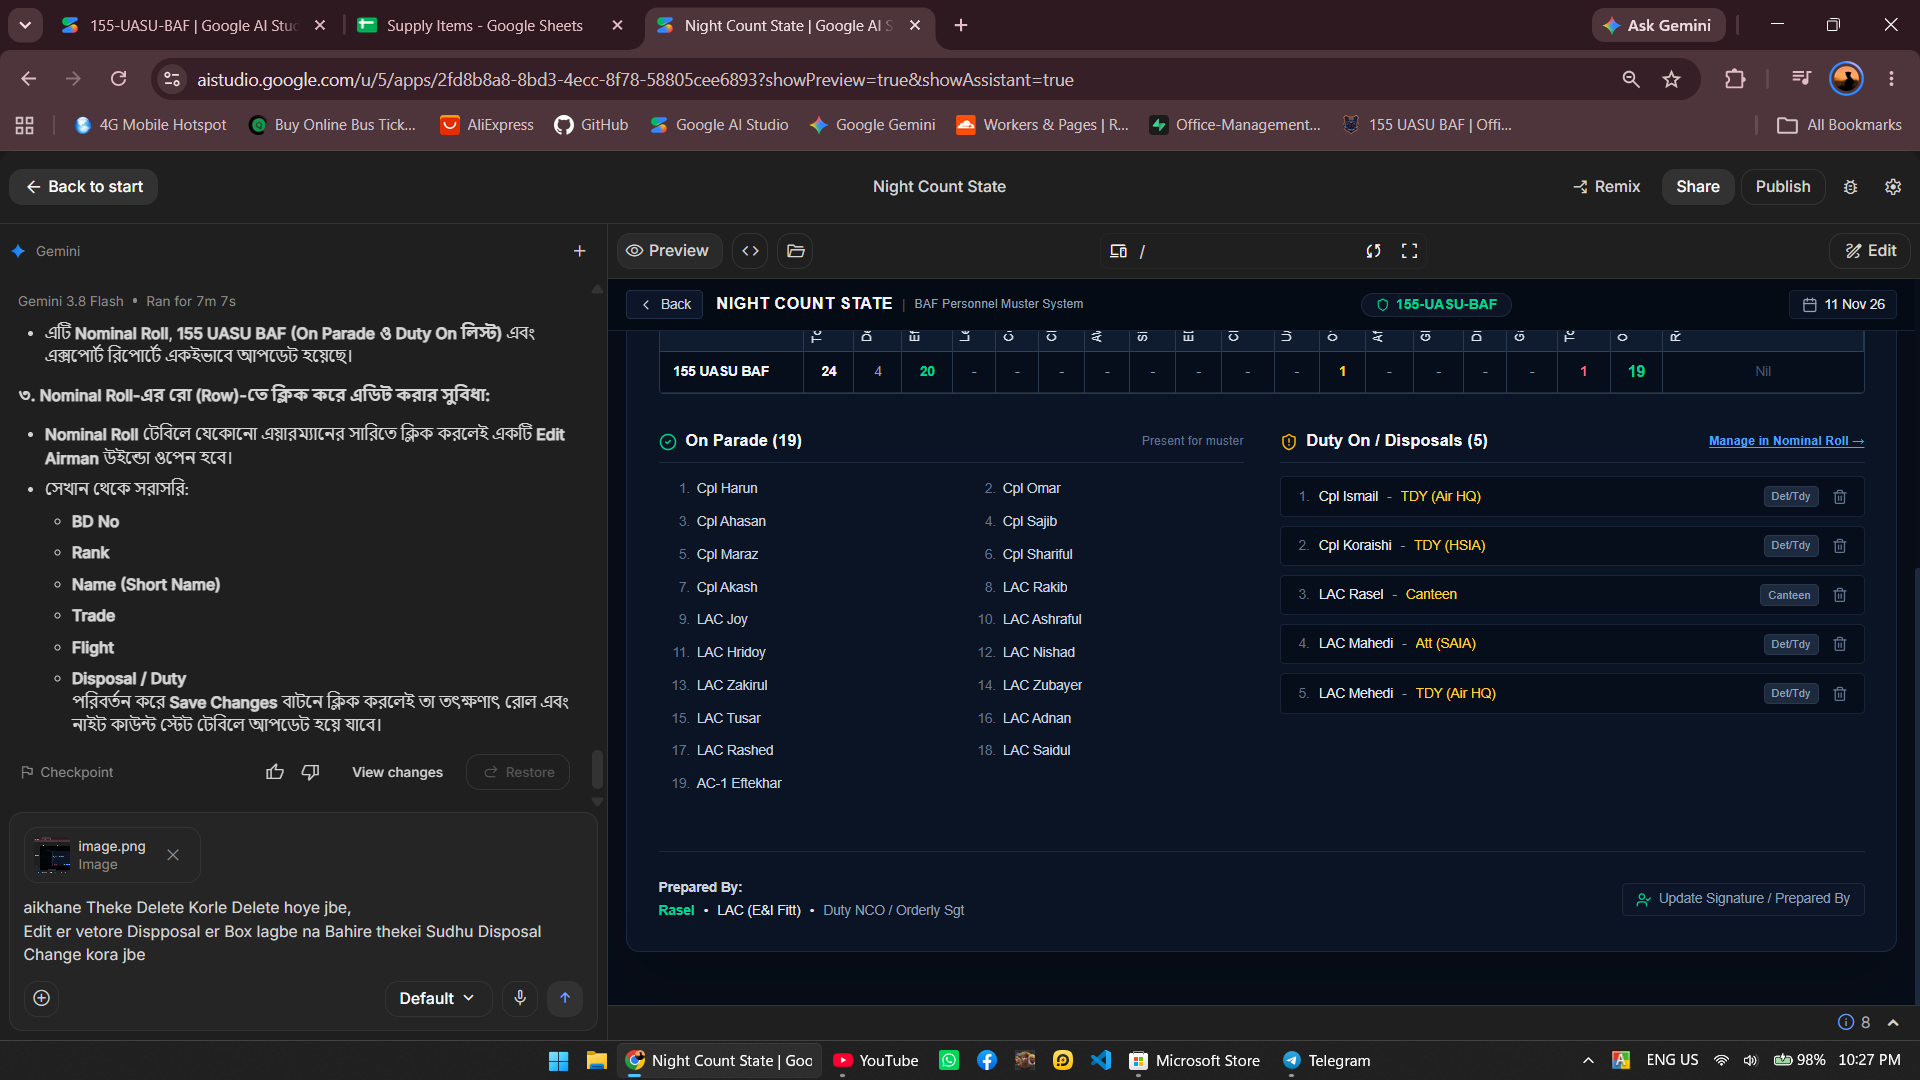 155-UASU-BAF | Google AI Stu
Supply Items - Google Sheets
Night Count State | Google AI S
Ask Gemini
aistudio.google.com/u/5/apps/2fd8b8a8-8bd3-4ecc-8f78-58805cee6893?showPreview=true&showAssistant=true
4G Mobile Hotspot
Buy Online Bus Tick...
AliExpress
GitHub
Google AI Studio
Google Gemini
Workers & Pages | R...
Office-Management...
155 UASU BAF | Offi...
All Bookmarks
Back to start
Night Count State
Remix
Share
Publish
Gemini
Preview
/
Edit
Gemini 3.8 Flash • Ran for 7m 7s
• এটি Nominal Roll, 155 UASU BAF (On Parade ও Duty On লিস্ট) এবং
এক্সপোর্ট রিপোর্টে একইভাবে আপডেট হয়েছে।
৩. Nominal Roll-এর রো (Row)-তে ক্লিক করে এডিট করার সুবিধা:
• Nominal Roll টেবিলে যেকোনো এয়ারম্যানের সারিতে ক্লিক করলেই একটি Edit
Airman উইন্ডো ওপেন হবে।
• সেখান থেকে সরাসরি:
BD No
Rank
Name (Short Name)
Trade
Flight
Disposal / Duty
পরিবর্তন করে Save Changes বাটনে ক্লিক করলেই তা তৎক্ষণাৎ রোল এবং
নাইট কাউন্ট স্টেট টেবিলে আপডেট হয়ে যাবে।
Checkpoint
View changes
Restore
image.png
Image
aikhane Theke Delete Korle Delete hoye jbe,
Edit er vetore Dispposal er Box lagbe na Bahire thekei Sudhu Disposal
Change kora jbe
Default
Back
NIGHT COUNT STATE | BAF Personnel Muster System
155-UASU-BAF
11 Nov 26
155 UASU BAF 24 4 20 - - - - - - - - 1 - - - - 1 19 Nil
On Parade (19)
Present for muster
1. Cpl Harun
2. Cpl Omar
3. Cpl Ahasan
4. Cpl Sajib
5. Cpl Maraz
6. Cpl Shariful
7. Cpl Akash
8. LAC Rakib
9. LAC Joy
10. LAC Ashraful
11. LAC Hridoy
12. LAC Nishad
13. LAC Zakirul
14. LAC Zubayer
15. LAC Tusar
16. LAC Adnan
17. LAC Rashed
18. LAC Saidul
19. AC-1 Eftekhar
Duty On / Disposals (5)
Manage in Nominal Roll →
1. Cpl Ismail - TDY (Air HQ) Det/Tdy
2. Cpl Koraishi - TDY (HSIA) Det/Tdy
3. LAC Rasel - Canteen Canteen
4. LAC Mahedi - Att (SAIA) Det/Tdy
5. LAC Mehedi - TDY (Air HQ) Det/Tdy
Prepared By:
Rasel • LAC (E&I Fitt) • Duty NCO / Orderly Sgt
Update Signature / Prepared By
8
Night Count State | Goo
YouTube
Microsoft Store
Telegram
ENG US
98%
10:27 PM